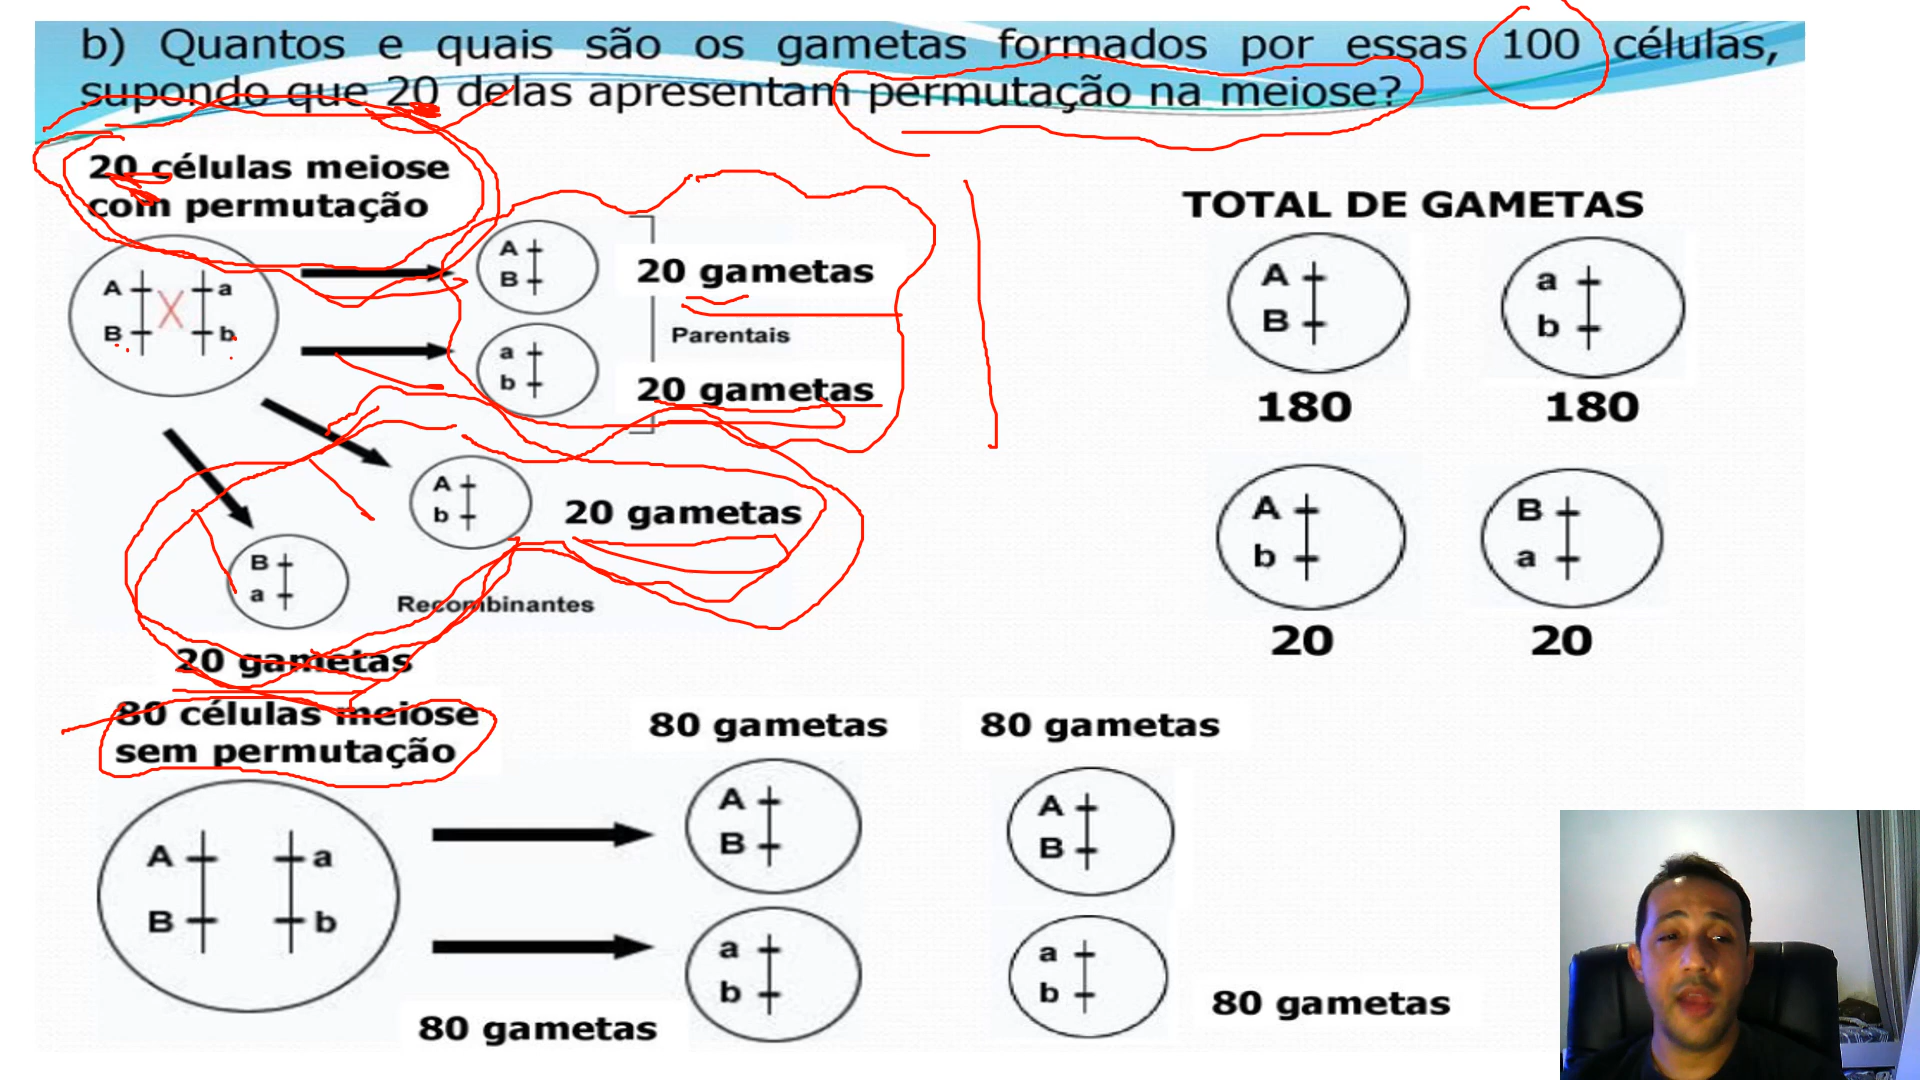 b) Quantos e quais são os gametas formados por essas 100 células,
supondo que 20 delas apresentam permutação na meiose?
20 células meiose
com permutação
TOTAL DE GAMETAS
A
B
a
b
A
B
20 gametas
Parentais
a
b
20 gametas
A
B
a
b
180
180
A
b
20 gametas
B
a
Recombinantes
20 gametas
A
b
B
a
20
20
80 células meiose
sem permutação
80 gametas
80 gametas
A
B
a
b
A
B
A
B
a
b
a
b
80 gametas
80 gametas